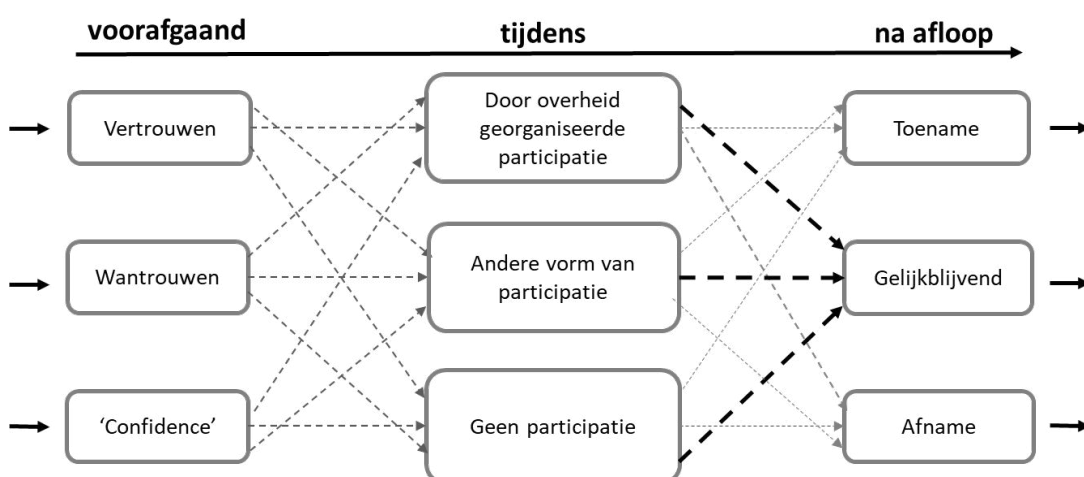 voorafgaand
tijdens
na afloop
Vertrouwen
Door overheid
georganiseerde
participatie
Toename
Wantrouwen
Andere vorm van
participatie
Gelijkblijvend
‘Confidence’
Geen participatie
Afname